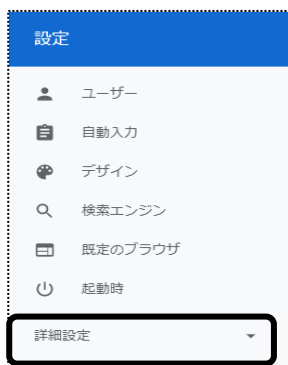 設定
ユーザー
自動入力
デザイン
検索エンジン
既定のブラウザ
起動時
詳細設定